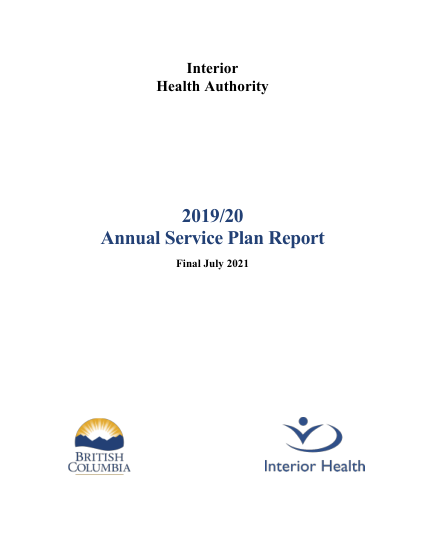 Interior
Health Authority
2019/20
Annual Service Plan Report
Final July 2021
BRITISH
COLUMBIA
Interior Health